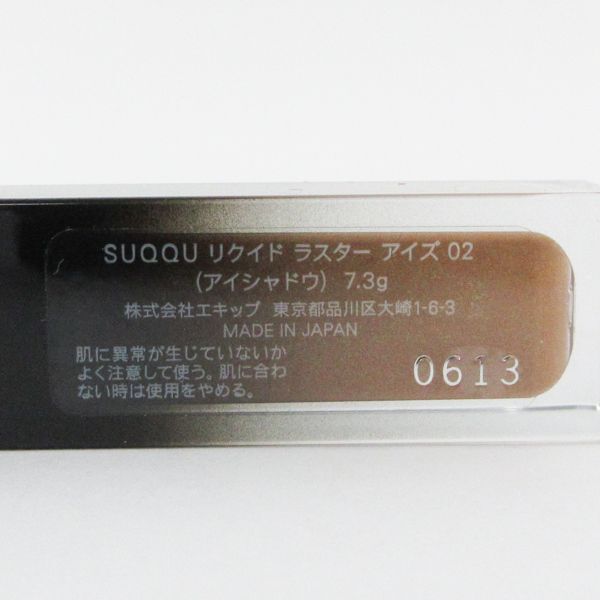 SUQQU リクイド ラスター アイズ 02
(アイシャドウ) 7.3g
株式会社エキップ 東京都品川区大崎1-6-3
MADE IN JAPAN
肌に異常が生じていないか
よく注意して使う。肌に合わ
ない時は使用をやめる。
0613